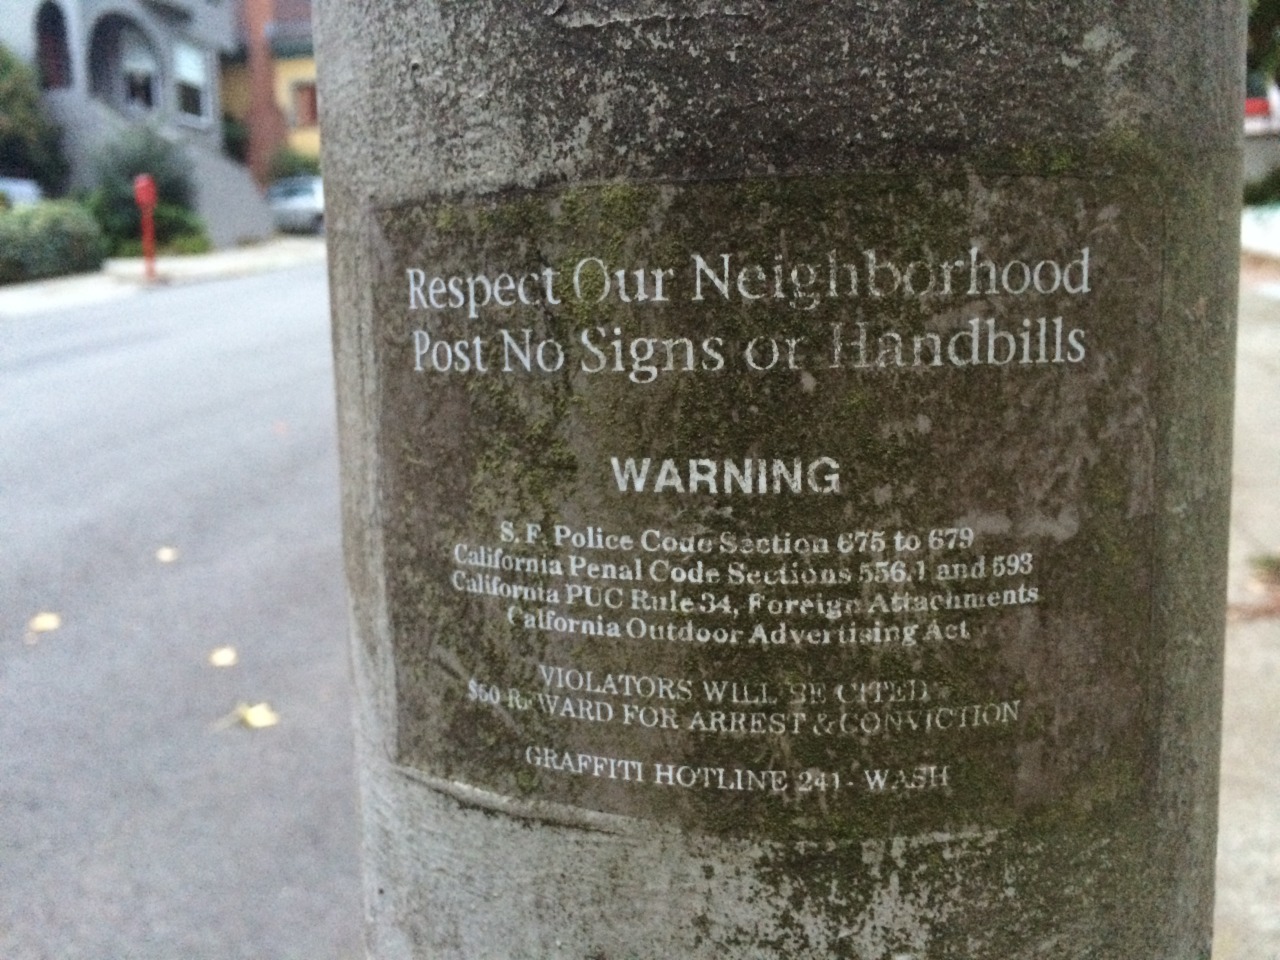 Respect Our Neighborhood
Post No Signs or Handbills
WARNING
S. F. Police Code Section 675 to 679
California Penal Code Sections 556.1 and 593
California PUC Rule 34, Foreign Attachments
Calfornia Outdoor Advertising Act
VIOLATORS WILL BE CITED
$50 REWARD FOR ARREST & CONVICTION
GRAFFITI HOTLINE 241 - WASH